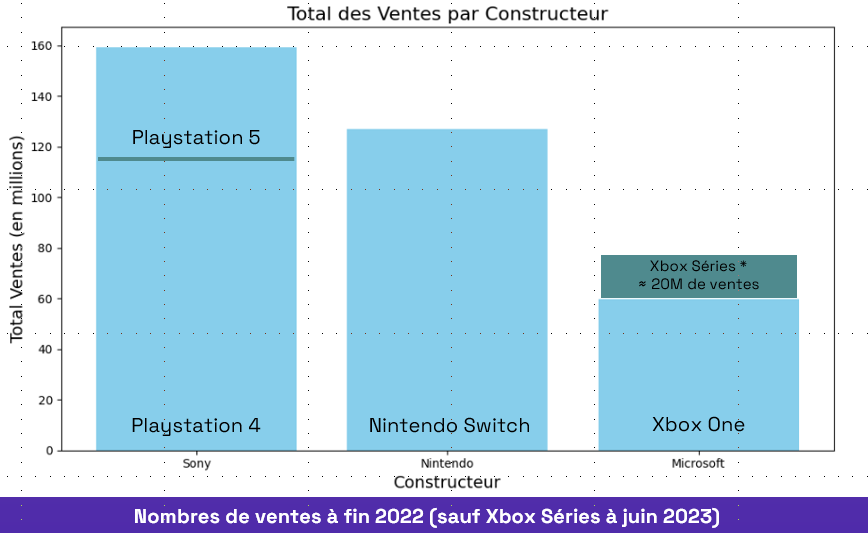 Total des Ventes par Constructeur
Total Ventes (en millions)
160
140
120
100
80
60
40
20
0
Playstation 5
Playstation 4
Nintendo Switch
Xbox Séries *
≈ 20M de ventes
Xbox One
Sony
Nintendo
Microsoft
Constructeur
Nombres de ventes à fin 2022 (sauf Xbox Séries à juin 2023)